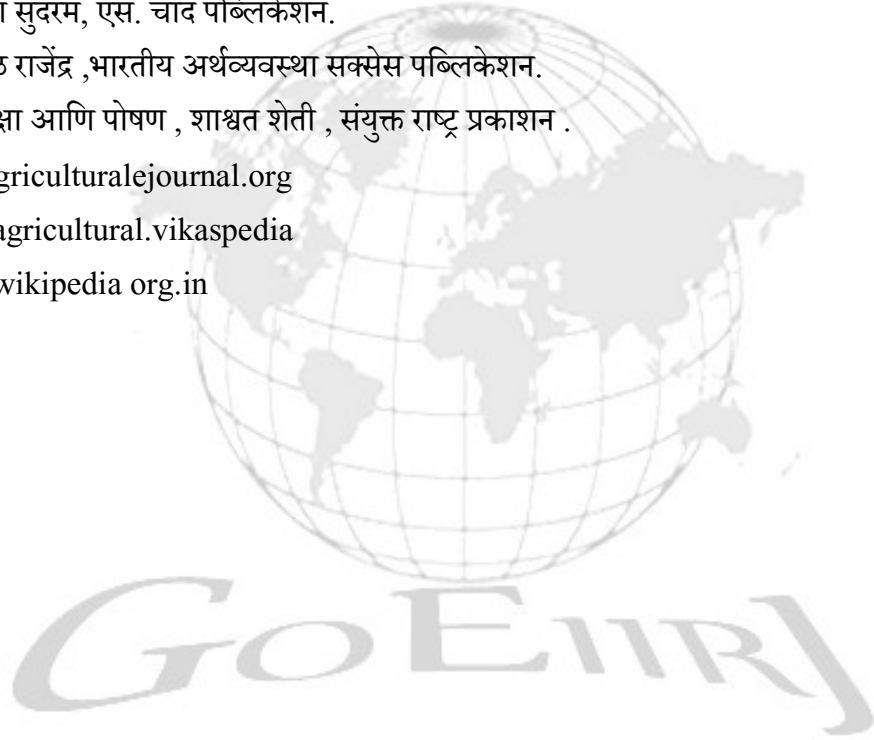 सुदरम, एस. चाद पब्लिकेशन.
राजेंद्र ,भारतीय अर्थव्यवस्था सक्सेस पब्लिकेशन.
क्षा आणि पोषण , शाश्वत शेती , संयुक्त राष्ट्र प्रकाशन .
griculturalejournal.org
agricultural.vikaspedia
wikipedia org.in
GOEIIRJ